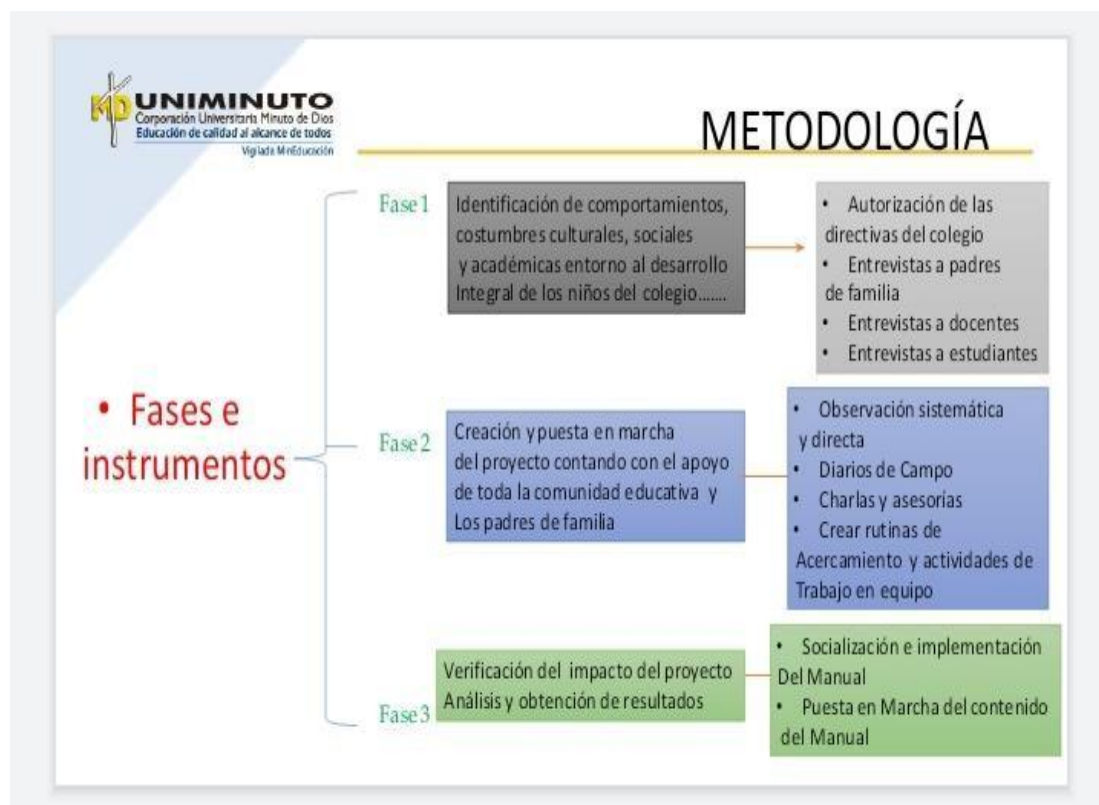 UNIMINUTO
Corporación Universitaria Minuto de Dios
Educación de calidad al alcance de todos
Vigilada MinEducación
METODOLOGÍA
• Fases e
instrumentos
Fase 1
Identificación de comportamientos,
costumbres culturales, sociales
y académicas entorno al desarrollo
Integral de los niños del colegio.......
• Autorización de las
directivas del colegio
• Entrevistas a padres
de familia
• Entrevistas a docentes
• Entrevistas a estudiantes
Fase 2
Creación y puesta en marcha
del proyecto contando con el apoyo
de toda la comunidad educativa y
Los padres de familia
• Observación sistemática
y directa
• Diarios de Campo
• Charlas y asesorías
• Crear rutinas de
Acercamiento y actividades de
Trabajo en equipo
Fase 3
Verificación del impacto del proyecto
Análisis y obtención de resultados
• Socialización e implementación
Del Manual
• Puesta en Marcha del contenido
del Manual